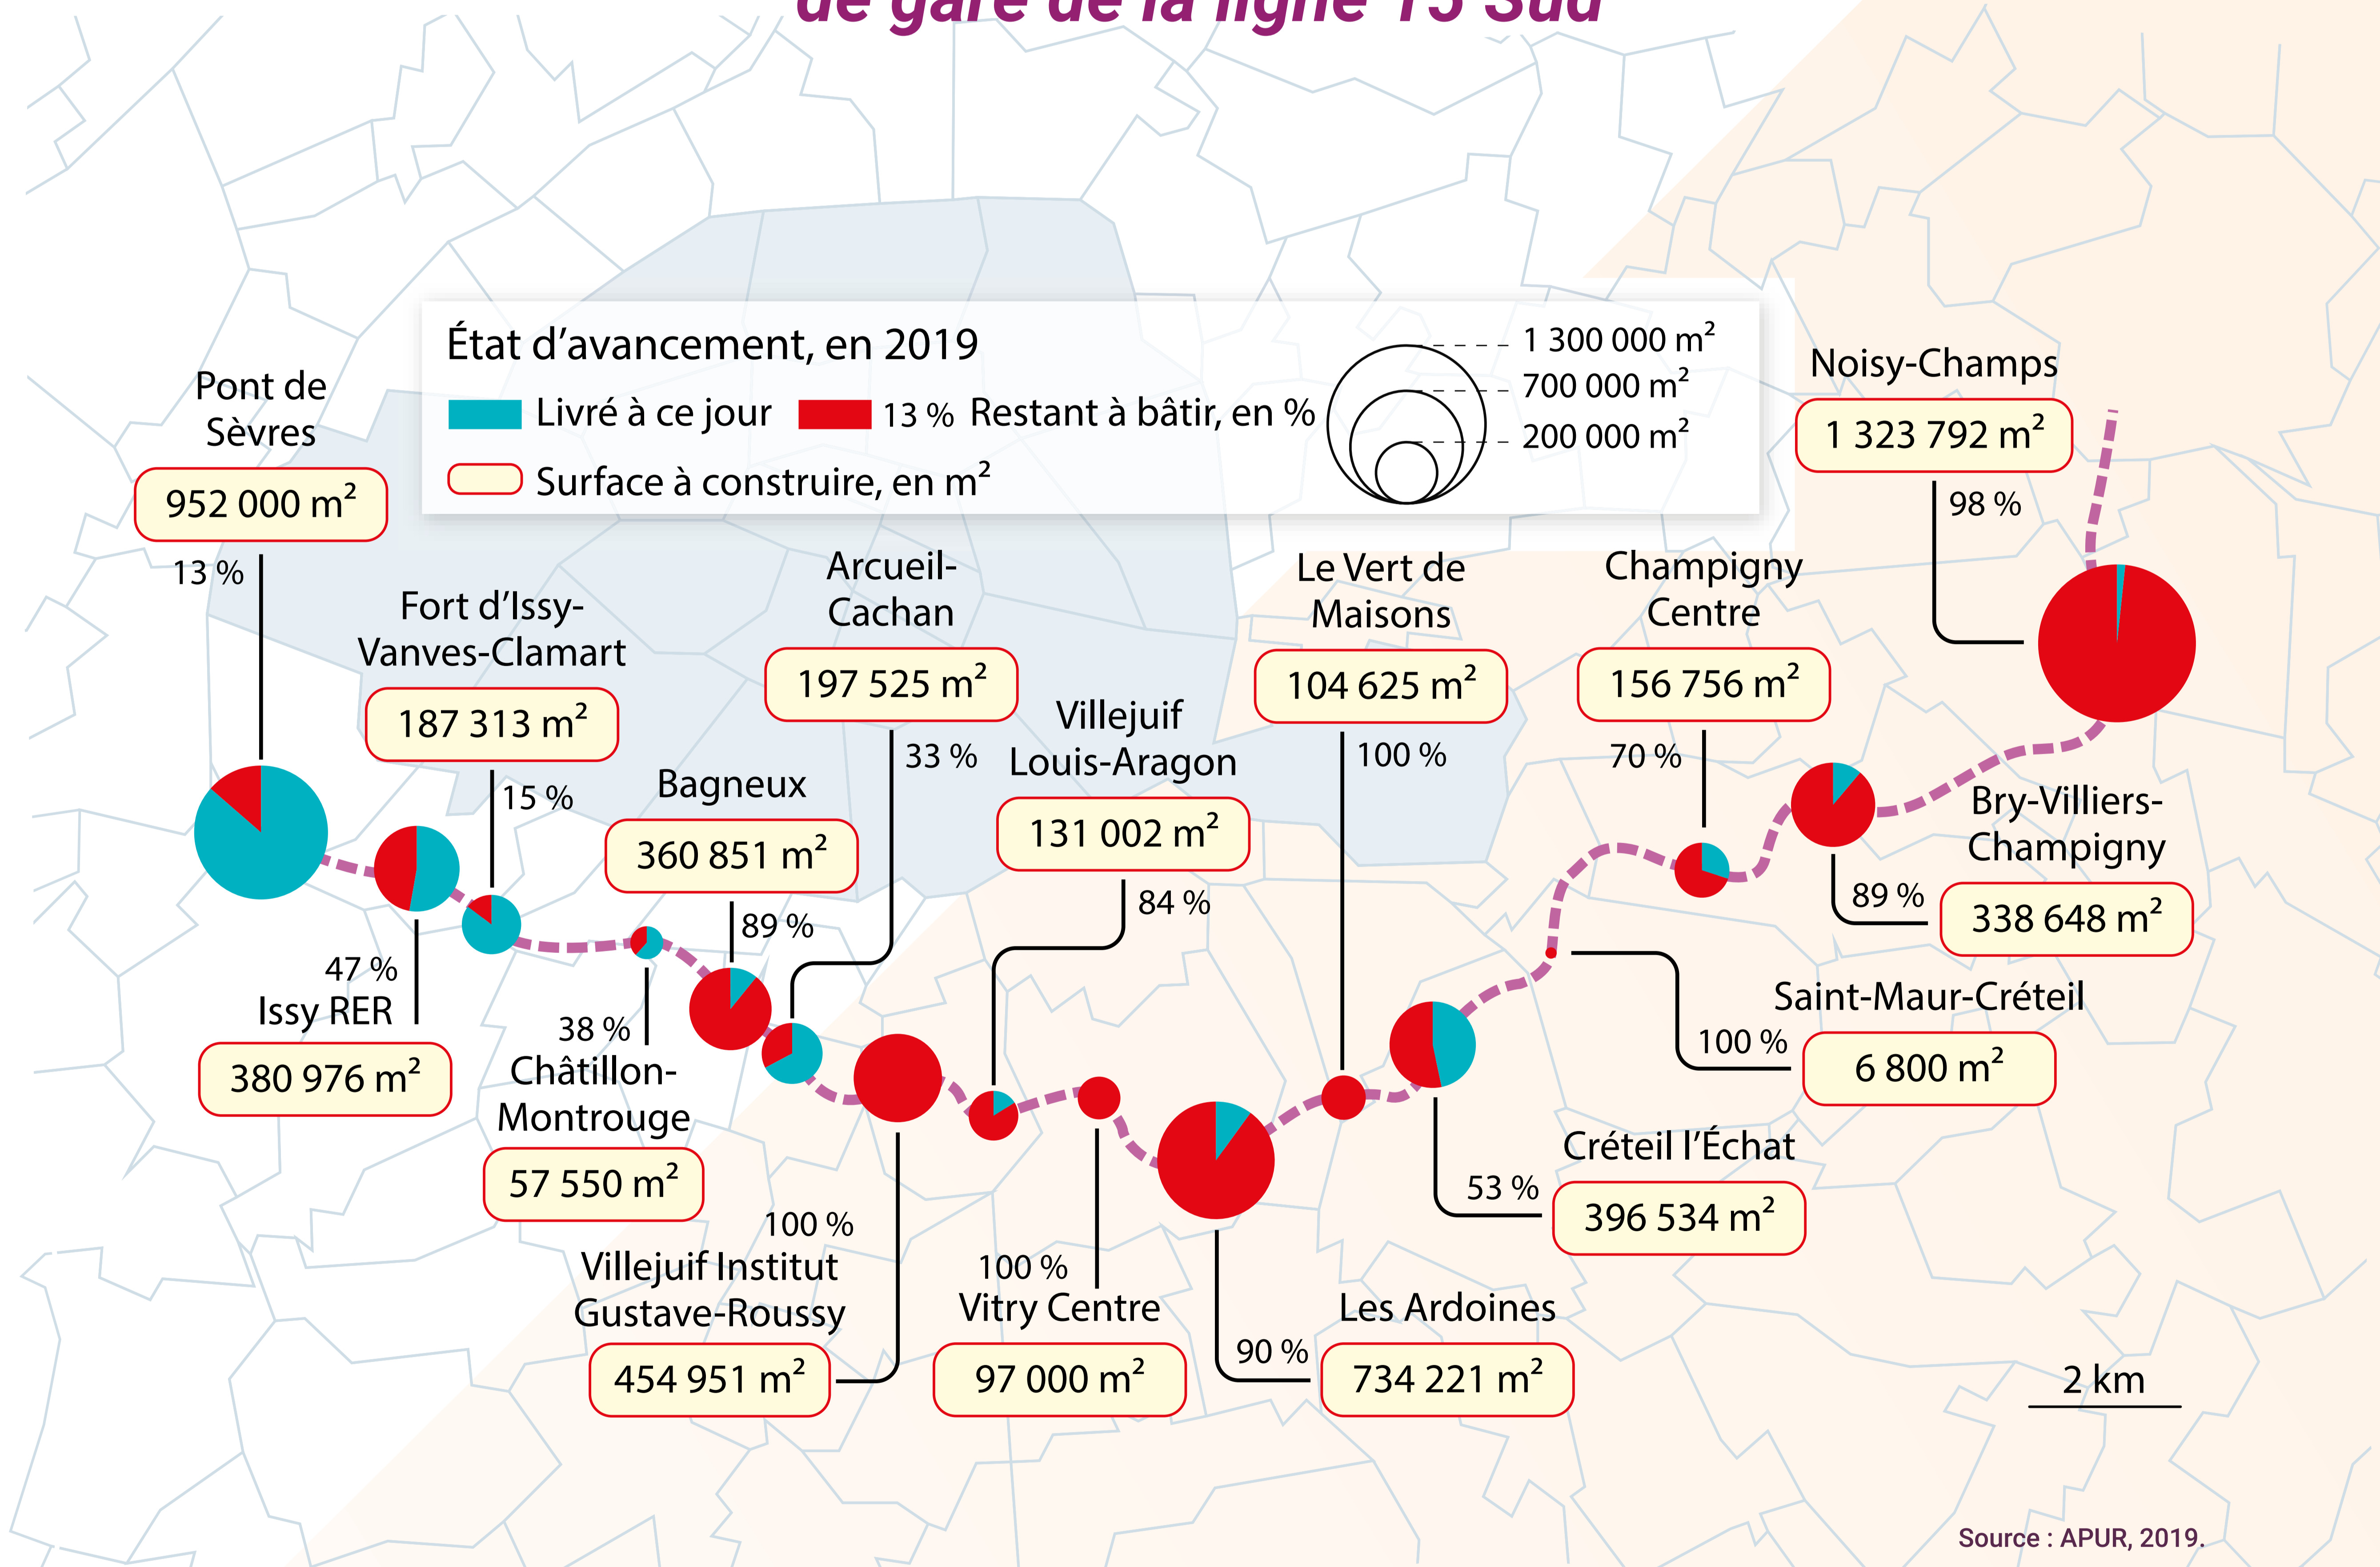 de gare de la ligne 15 Sud
État d’avancement, en 2019
Livré à ce jour
13 % Restant à bâtir, en %
Surface à construire, en m²
1 300 000 m²
700 000 m²
200 000 m²
Pont de
Sèvres
952 000 m²
13 %
Fort d’Issy-
Vanves-Clamart
187 313 m²
15 %
47 %
Issy RER
380 976 m²
38 %
Châtillon-
Montrouge
57 550 m²
Bagneux
360 851 m²
89 %
Arcueil-
Cachan
197 525 m²
33 %
100 %
Villejuif Institut
Gustave-Roussy
454 951 m²
Villejuif
Louis-Aragon
131 002 m²
84 %
100 %
Vitry Centre
97 000 m²
Les Ardoines
90 %
734 221 m²
Le Vert de
Maisons
104 625 m²
100 %
Créteil l’Échat
53 %
396 534 m²
Saint-Maur-Créteil
100 %
6 800 m²
Champigny
Centre
156 756 m²
70 %
Bry-Villiers-
Champigny
89 %
338 648 m²
Noisy-Champs
1 323 792 m²
98 %
2 km
Source : APUR, 2019.